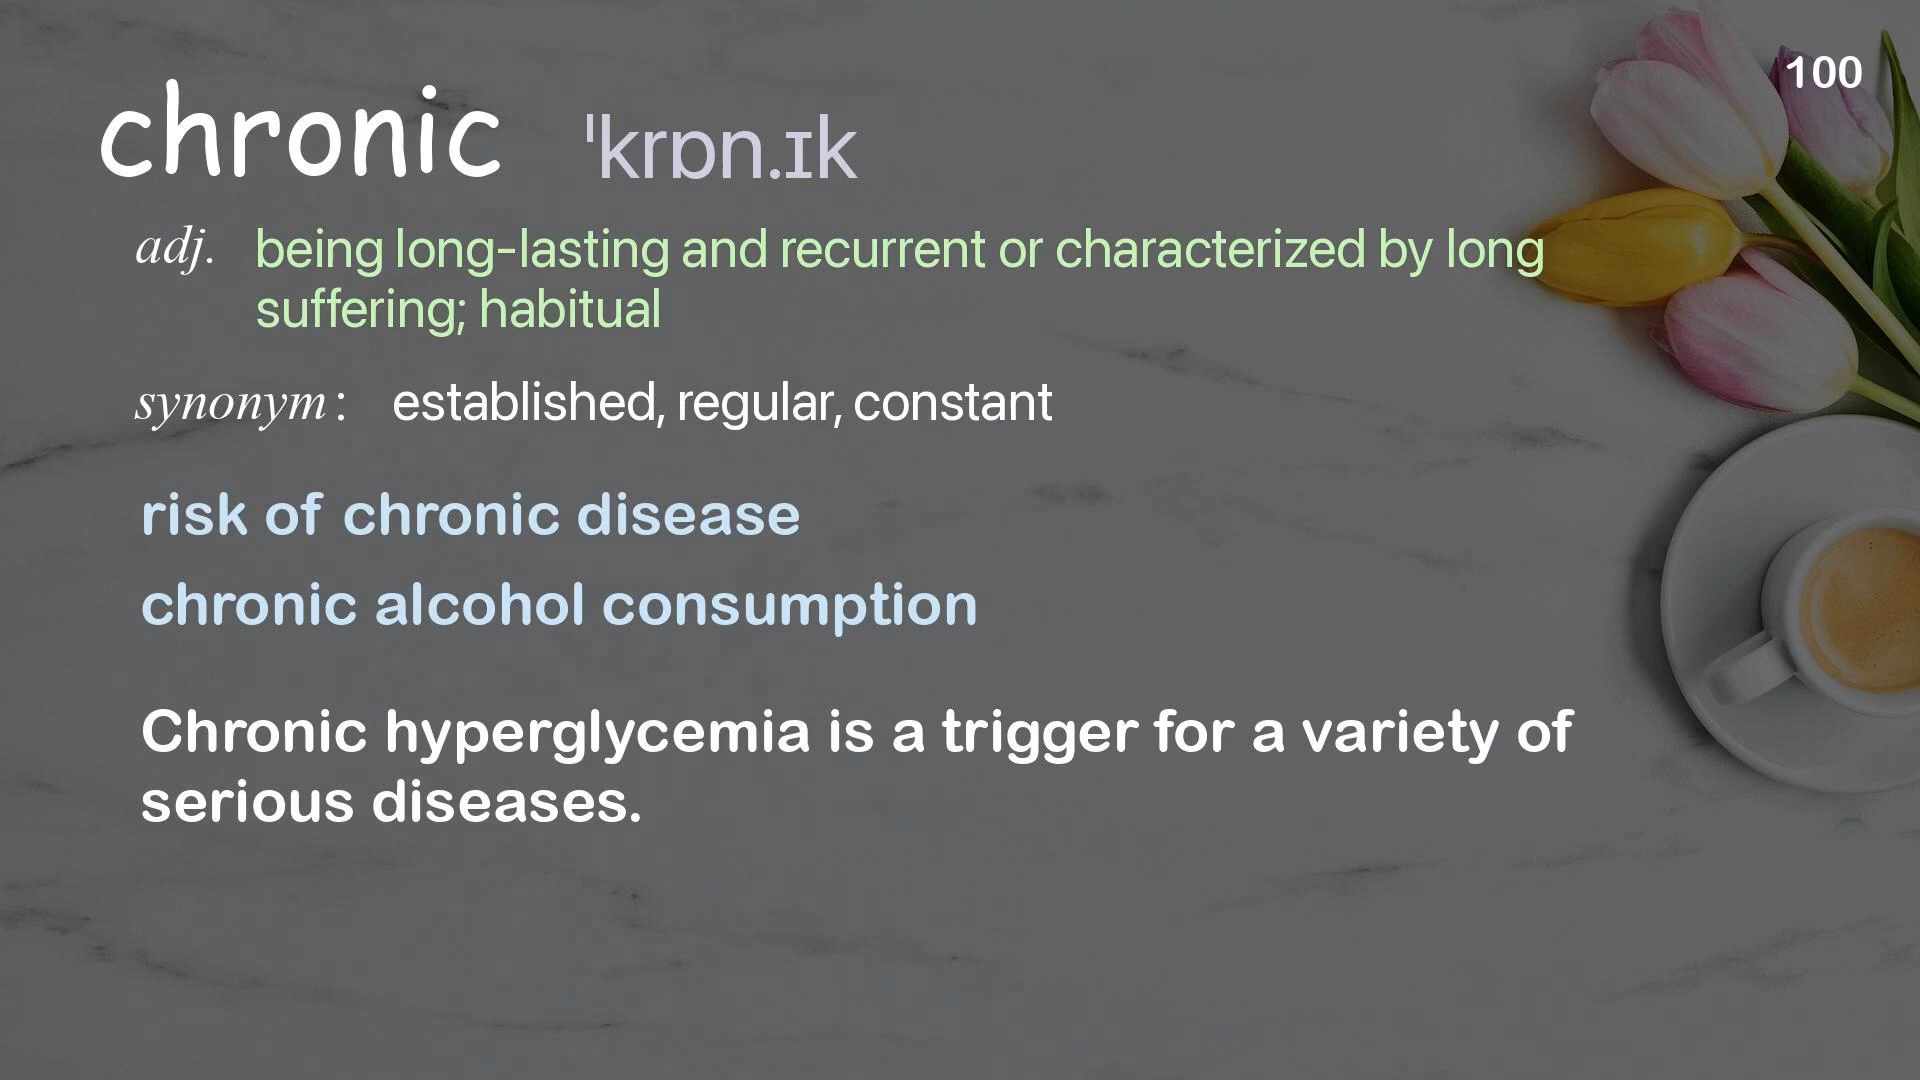 100
chronic ˈkrɒn.ɪk
adj. being long-lasting and recurrent or characterized by long
suffering; habitual
synonym : established, regular, constant
risk of chronic disease
chronic alcohol consumption
Chronic hyperglycemia is a trigger for a variety of
serious diseases.